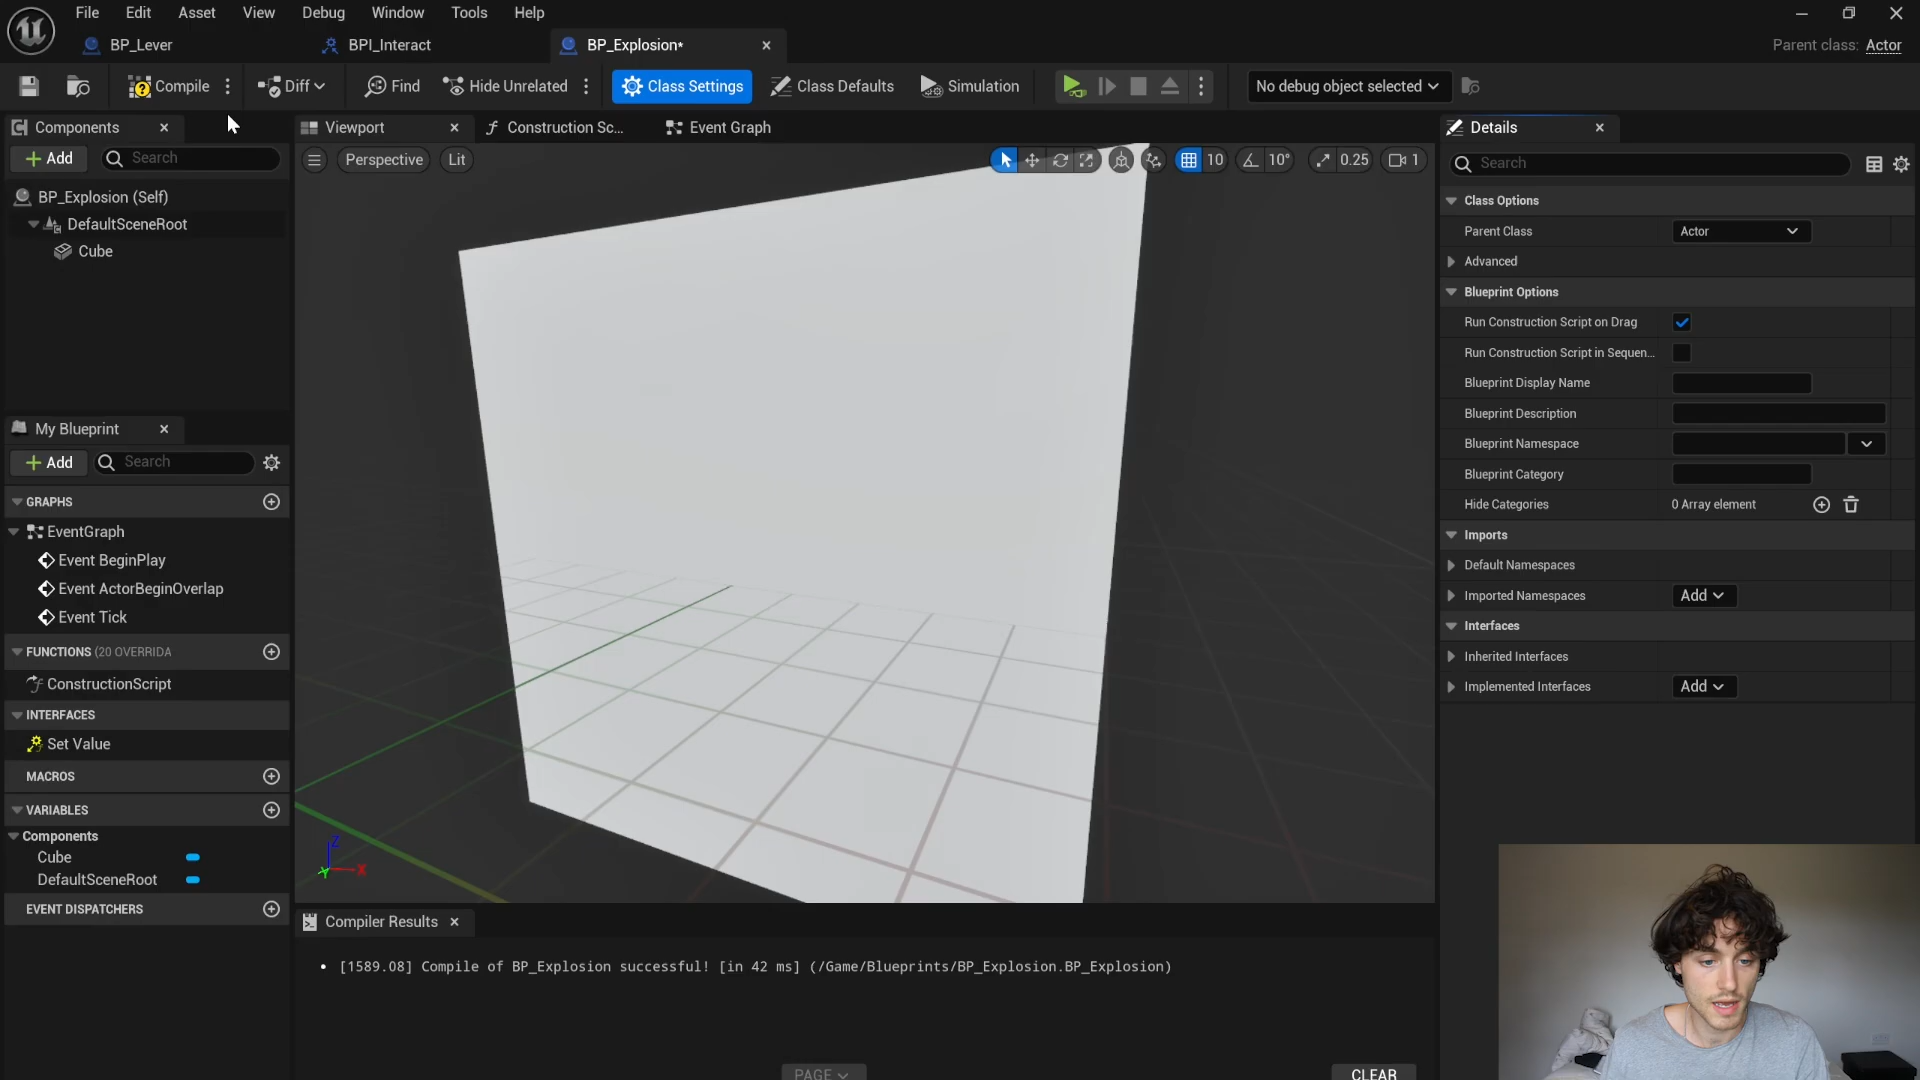 File Edit Asset View Debug Window Tools Help
BP_Lever BPI_Interact BP_Explosion* Parent class: Actor
Compile Diff Find Hide Unrelated Class Settings Class Defaults Simulation No debug object selected
Components Viewport Construction Sc... Event Graph Details
Add Search Perspective Lit 10 10° 0.25 1 Search
BP_Explosion (Self)
DefaultSceneRoot
Cube
My Blueprint
Add Search
GRAPHS
EventGraph
Event BeginPlay
Event ActorBeginOverlap
Event Tick
FUNCTIONS (20 OVERRIDA
ConstructionScript
INTERFACES
Set Value
MACROS
VARIABLES
Components
Cube
DefaultSceneRoot
EVENT DISPATCHERS
Z
Y
X
Compiler Results
• [1589.08] Compile of BP_Explosion successful! [in 42 ms] (/Game/Blueprints/BP_Explosion.BP_Explosion)
PAGE CLEAR
Class Options
Parent Class Actor
Advanced
Blueprint Options
Run Construction Script on Drag
Run Construction Script in Sequen...
Blueprint Display Name
Blueprint Description
Blueprint Namespace
Blueprint Category
Hide Categories 0 Array element
Imports
Default Namespaces
Imported Namespaces Add
Interfaces
Inherited Interfaces
Implemented Interfaces Add